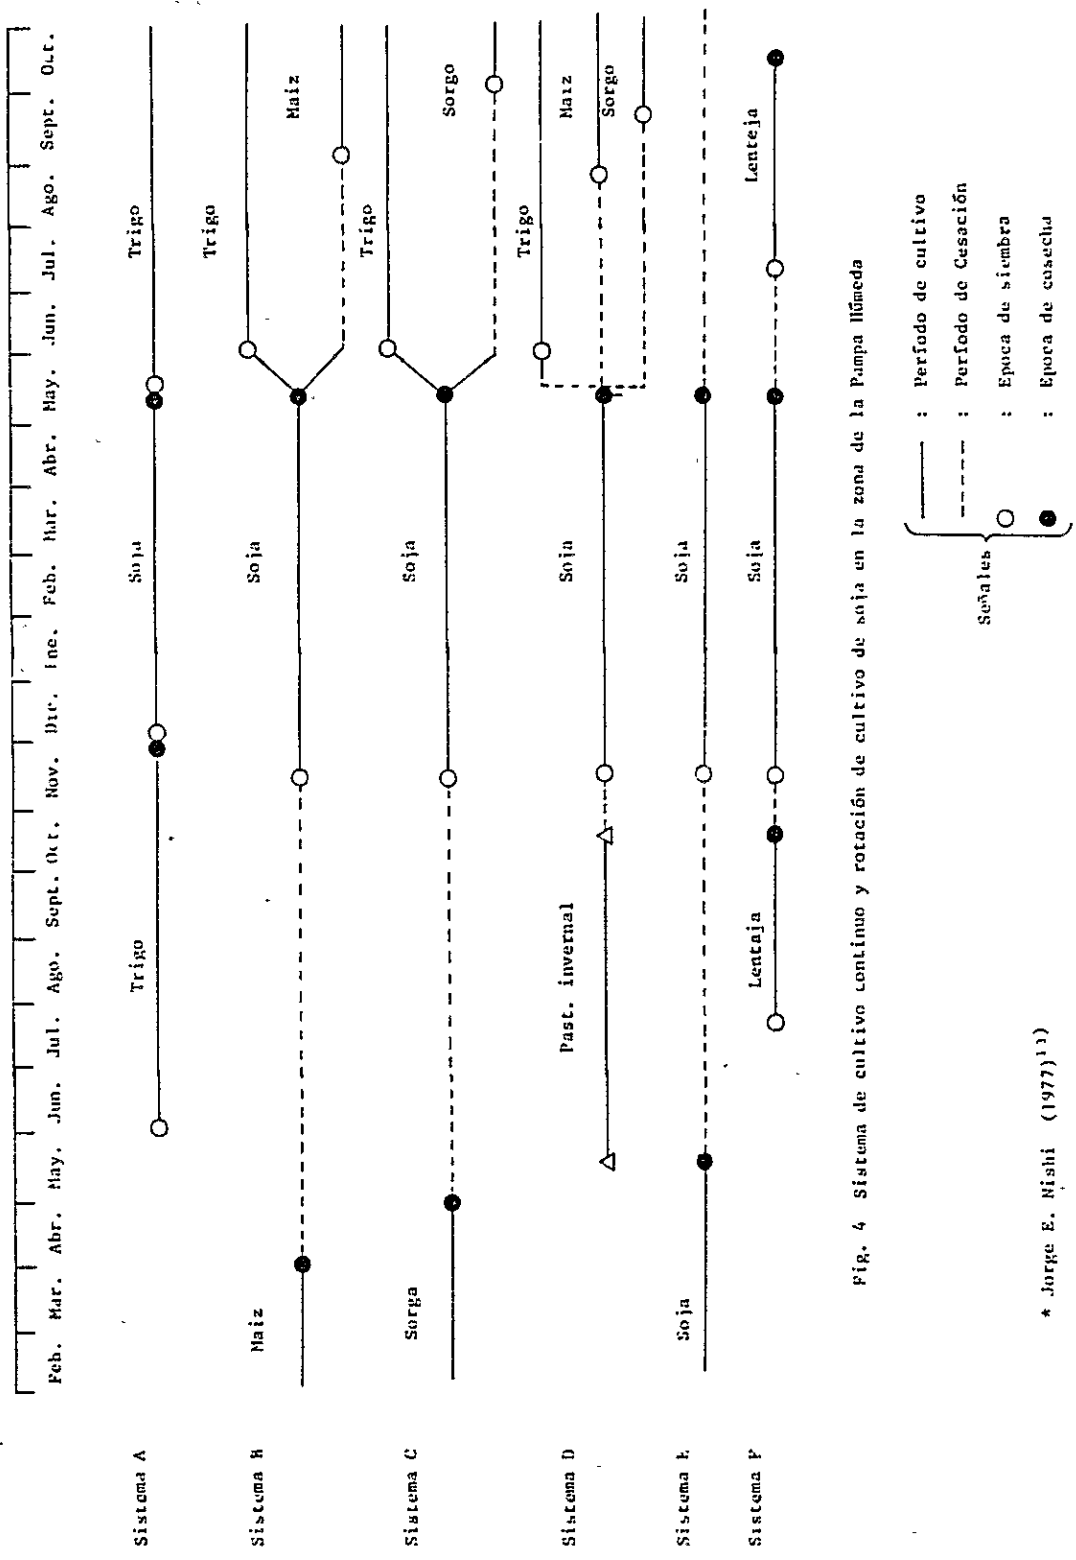 Feb. Mar. Abr. May. Jun. Jul. Ago. Sept. Oct. Nov. Dic. Ene. Feb. Mar. Abr. May. Jun. Jul. Ago. Sept. Oct.
Sistema A
Trigo
Soja
Trigo
Sistema B
Maiz
Soja
Trigo
Maiz
Sistema C
Sorga
Soja
Trigo
Sorgo
Sistema D
Past. invernal
Soja
Trigo
Maiz
Sorgo
Sistema E
Soja
Soja
Sistema F
Lentaja
Soja
Lenteja
Fig. 4 Sistema de cultivo continuo y rotación de cultivo de soja en la zona de la Pampa Húmeda
Señales
: Período de cultivo
: Período de Cesación
: Epoca de siembra
: Epoca de cosecha
* Jorge E. Nishi (1977)¹³⁾